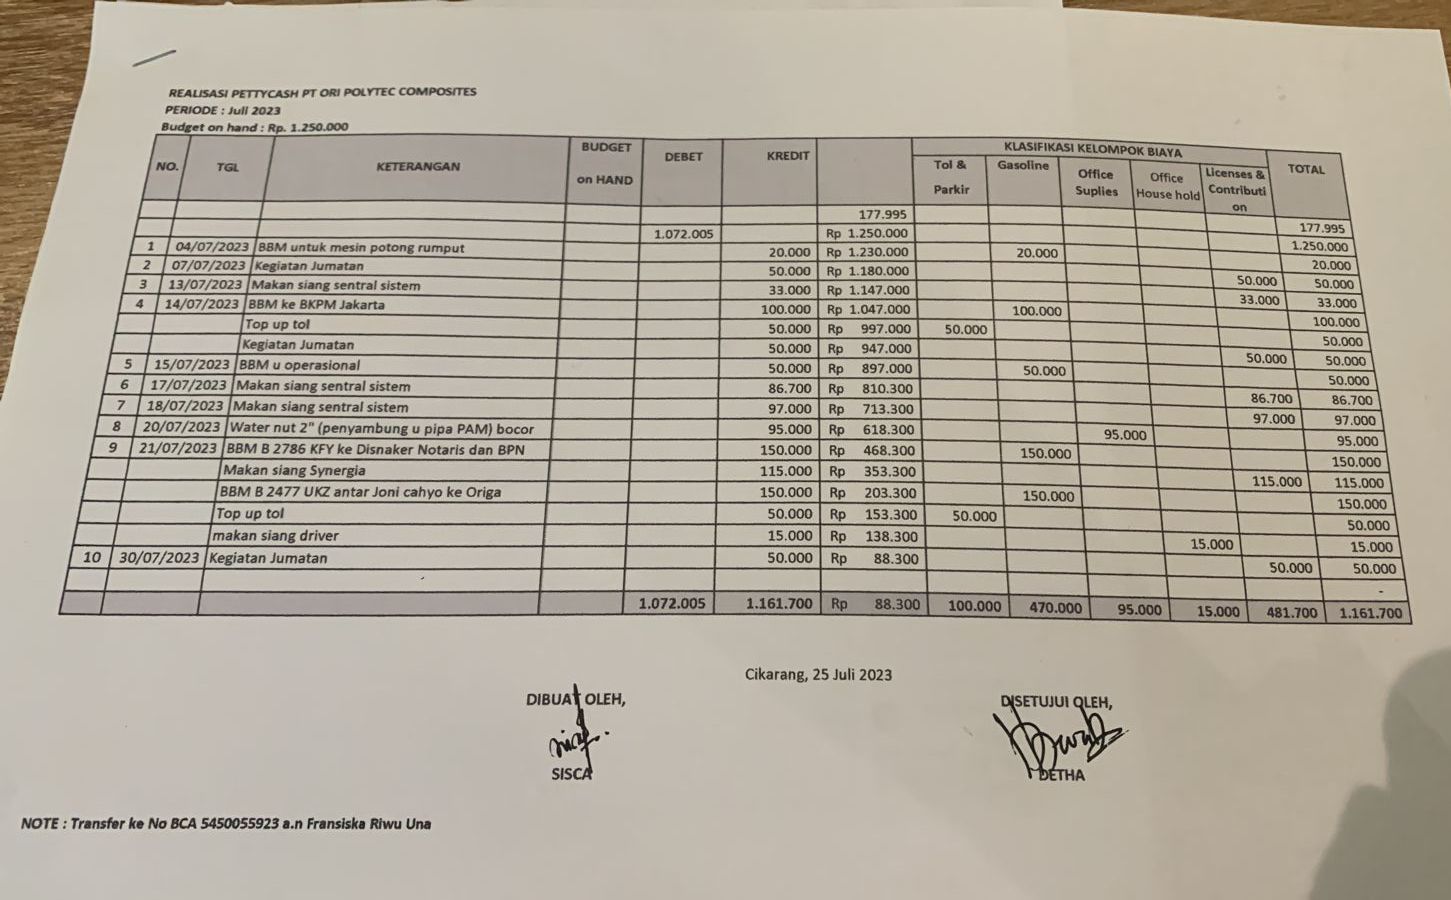 REALISASI PETTYCASH PT ORI POLYTEC COMPOSITES
PERIODE : Juli 2023
Budget on hand : Rp. 1.250.000
NO. TGL KETERANGAN BUDGET on HAND DEBET KREDIT KLASIFIKASI KELOMPOK BIAYA TOTAL
Tol & Parkir Gasoline Office Suplies Office House hold Licenses & Contributi on
177.995 177.995
1.072.005 Rp 1.250.000 1.250.000
1 04/07/2023 BBM untuk mesin potong rumput 20.000 Rp 1.230.000 20.000 20.000
2 07/07/2023 Kegiatan Jumatan 50.000 Rp 1.180.000 50.000 50.000
3 13/07/2023 Makan siang sentral sistem 33.000 Rp 1.147.000 33.000 33.000
4 14/07/2023 BBM ke BKPM Jakarta 100.000 Rp 1.047.000 100.000 100.000
Top up tol 50.000 Rp 997.000 50.000 50.000
Kegiatan Jumatan 50.000 Rp 947.000 50.000 50.000
5 15/07/2023 BBM u operasional 50.000 Rp 897.000 50.000 50.000
6 17/07/2023 Makan siang sentral sistem 86.700 Rp 810.300 86.700 86.700
7 18/07/2023 Makan siang sentral sistem 97.000 Rp 713.300 97.000 97.000
8 20/07/2023 Water nut 2" (penyambung u pipa PAM) bocor 95.000 Rp 618.300 95.000 95.000
9 21/07/2023 BBM B 2786 KFY ke Disnaker Notaris dan BPN 150.000 Rp 468.300 150.000 150.000
Makan siang Synergia 115.000 Rp 353.300 115.000 115.000
BBM B 2477 UKZ antar Joni cahyo ke Origa 150.000 Rp 203.300 150.000 150.000
Top up tol 50.000 Rp 153.300 50.000 50.000
makan siang driver 15.000 Rp 138.300 15.000 15.000
10 30/07/2023 Kegiatan Jumatan 50.000 Rp 88.300 50.000 50.000
-
1.072.005 1.161.700 Rp 88.300 100.000 470.000 95.000 15.000 481.700 1.161.700
Cikarang, 25 Juli 2023
DIBUAT OLEH, DISETUJUI OLEH,
SISCA DETHA
NOTE : Transfer ke No BCA 5450055923 a.n Fransiska Riwu Una